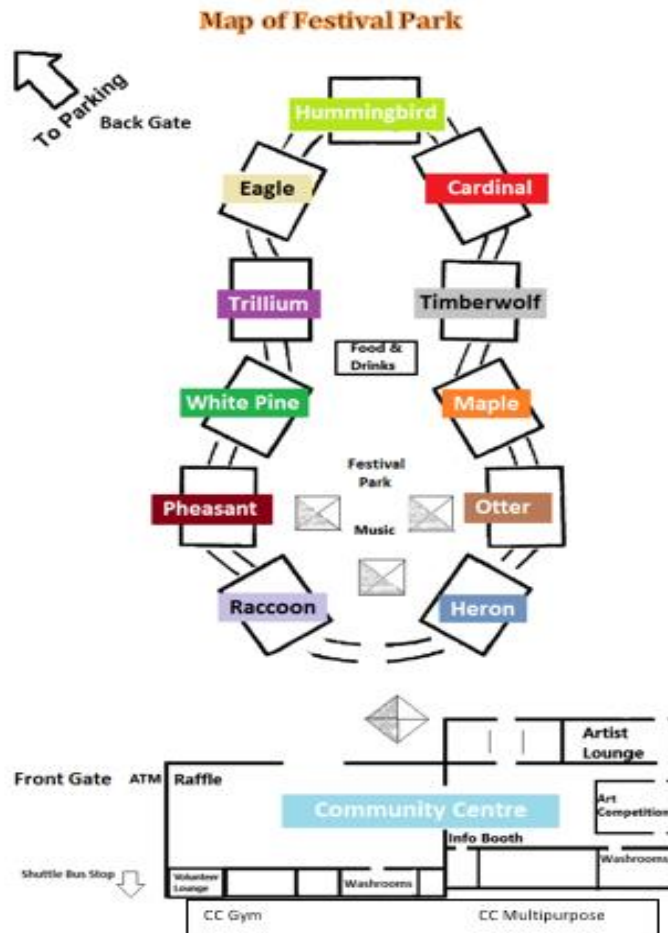 Map of Festival Park
To Parking
Back Gate
Hummingbird
Eagle
Cardinal
Trillium
Timberwolf
Food &
Drinks
White Pine
Maple
Festival
Park
Pheasant
Otter
Music
Raccoon
Heron
Artist
Lounge
Front Gate
ATM
Raffle
Community Centre
Art
Competition
Info Booth
Shuttle Bus Stop
Volunteer
Lounge
Washrooms
Washrooms
CC Gym
CC Multipurpose